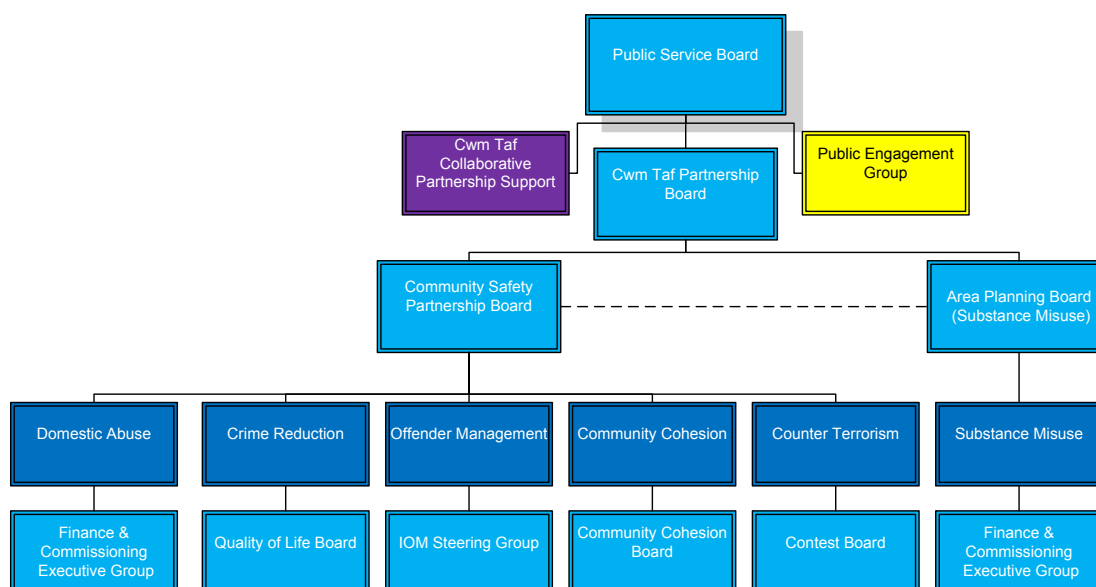 Public Service Board
Cwm Taf
Collaborative
Partnership Support
Cwm Taf Partnership
Board
Public Engagement
Group
Community Safety
Partnership Board
Area Planning Board
(Substance Misuse)
Domestic Abuse
Crime Reduction
Offender Management
Community Cohesion
Counter Terrorism
Substance Misuse
Finance &
Commissioning
Executive Group
Quality of Life Board
IOM Steering Group
Community Cohesion
Board
Contest Board
Finance &
Commissioning
Executive Group